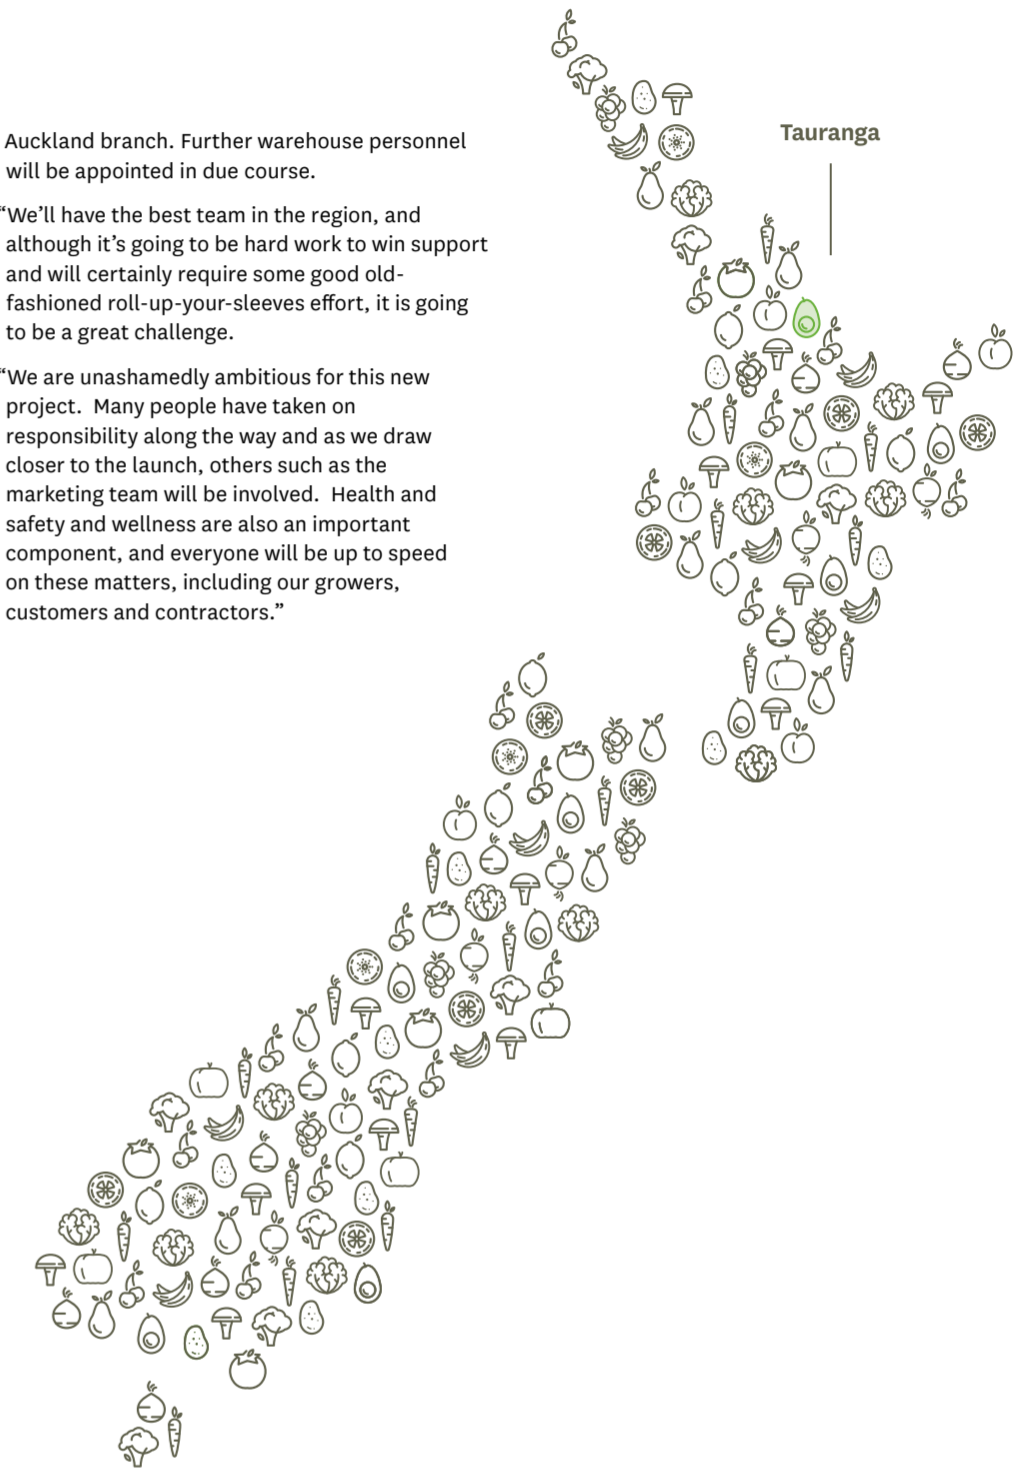 Auckland branch. Further warehouse personnel
will be appointed in due course.
“We’ll have the best team in the region, and
although it’s going to be hard work to win support
and will certainly require some good old-
fashioned roll-up-your-sleeves effort, it is going
to be a great challenge.
“We are unashamedly ambitious for this new
project.  Many people have taken on
responsibility along the way and as we draw
closer to the launch, others such as the
marketing team will be involved.  Health and
safety and wellness are also an important
component, and everyone will be up to speed
on these matters, including our growers,
customers and contractors.”
Tauranga